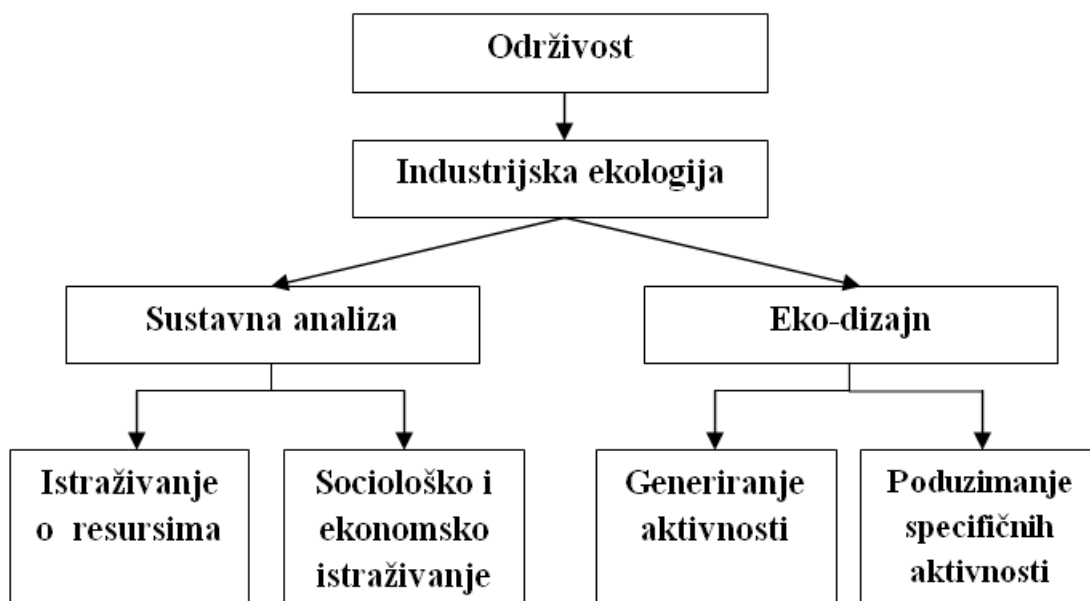 Održivost
Industrijska ekologija
Sustavna analiza
Eko-dizajn
Istraživanje
o resursima
Sociološko i
ekonomsko
istraživanje
Generiranje
aktivnosti
Poduzimanje
specifičnih
aktivnosti